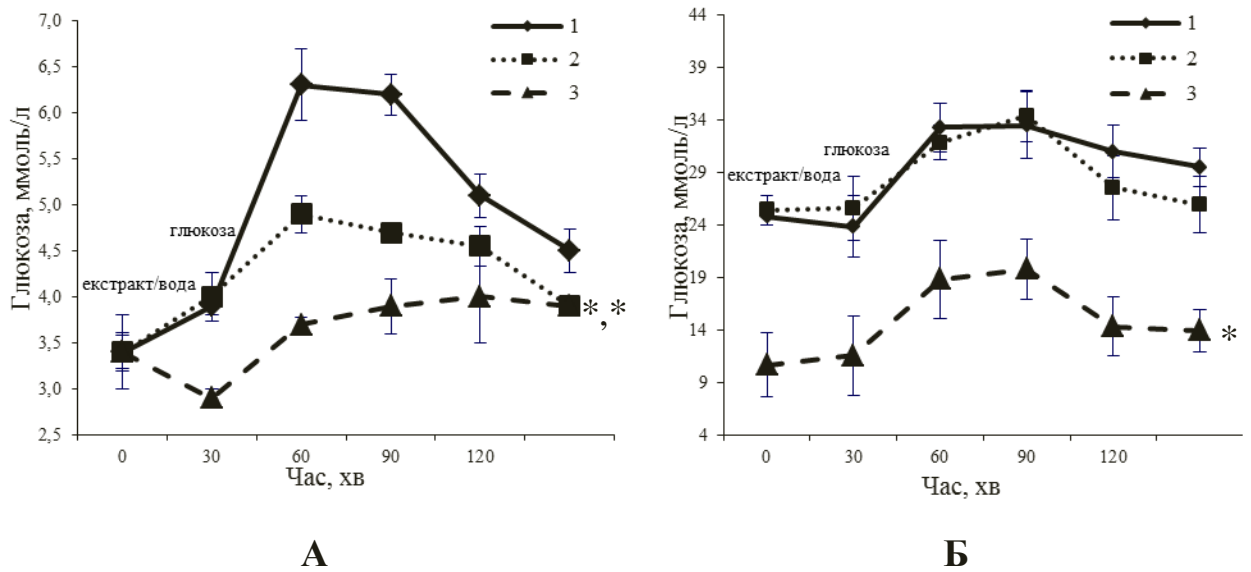 7,0
6,5
6,0
5,5
5,0
4,5
4,0
3,5
3,0
2,5
Глюкоза, ммоль/л
1
2
3
глюкоза
екстракт/вода
*,*
0 30 60 90 120
Час, хв
А
44
39
34
29
24
19
14
9
4
Глюкоза, ммоль/л
1
2
3
глюкоза
екстракт/вода
*
0 30 60 90 120
Час, хв
Б